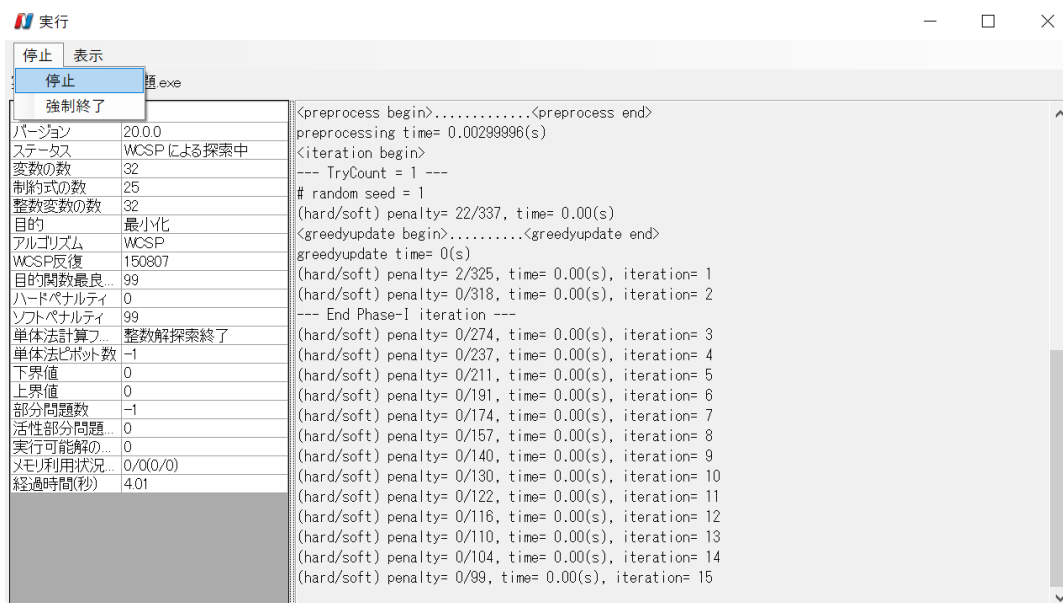 実行
停止 表示
停止
題.exe
強制終了
バージョン 20.0.0
ステータス WCSP による探索中
変数の数 32
制約式の数 25
整数変数の数 32
目的 最小化
アルゴリズム WCSP
WCSP反復 150807
目的関数最良... 99
ハードペナルティ 0
ソフトペナルティ 99
単体法計算フ... 整数解探索終了
単体法ピボット数 -1
下界値 0
上界値 0
部分問題数 -1
活性部分問題... 0
実行可能解の... 0
メモリ利用状況... 0/0(0/0)
経過時間(秒) 4.01
<preprocess begin>.............<preprocess end>
preprocessing time= 0.00299996(s)
<iteration begin>
--- TryCount = 1 ---
# random seed = 1
(hard/soft) penalty= 22/337, time= 0.00(s)
<greedyupdate begin>..........<greedyupdate end>
greedyupdate time= 0(s)
(hard/soft) penalty= 2/325, time= 0.00(s), iteration= 1
(hard/soft) penalty= 0/318, time= 0.00(s), iteration= 2
--- End Phase-I iteration ---
(hard/soft) penalty= 0/274, time= 0.00(s), iteration= 3
(hard/soft) penalty= 0/237, time= 0.00(s), iteration= 4
(hard/soft) penalty= 0/211, time= 0.00(s), iteration= 5
(hard/soft) penalty= 0/191, time= 0.00(s), iteration= 6
(hard/soft) penalty= 0/174, time= 0.00(s), iteration= 7
(hard/soft) penalty= 0/157, time= 0.00(s), iteration= 8
(hard/soft) penalty= 0/140, time= 0.00(s), iteration= 9
(hard/soft) penalty= 0/130, time= 0.00(s), iteration= 10
(hard/soft) penalty= 0/122, time= 0.00(s), iteration= 11
(hard/soft) penalty= 0/116, time= 0.00(s), iteration= 12
(hard/soft) penalty= 0/110, time= 0.00(s), iteration= 13
(hard/soft) penalty= 0/104, time= 0.00(s), iteration= 14
(hard/soft) penalty= 0/99, time= 0.00(s), iteration= 15